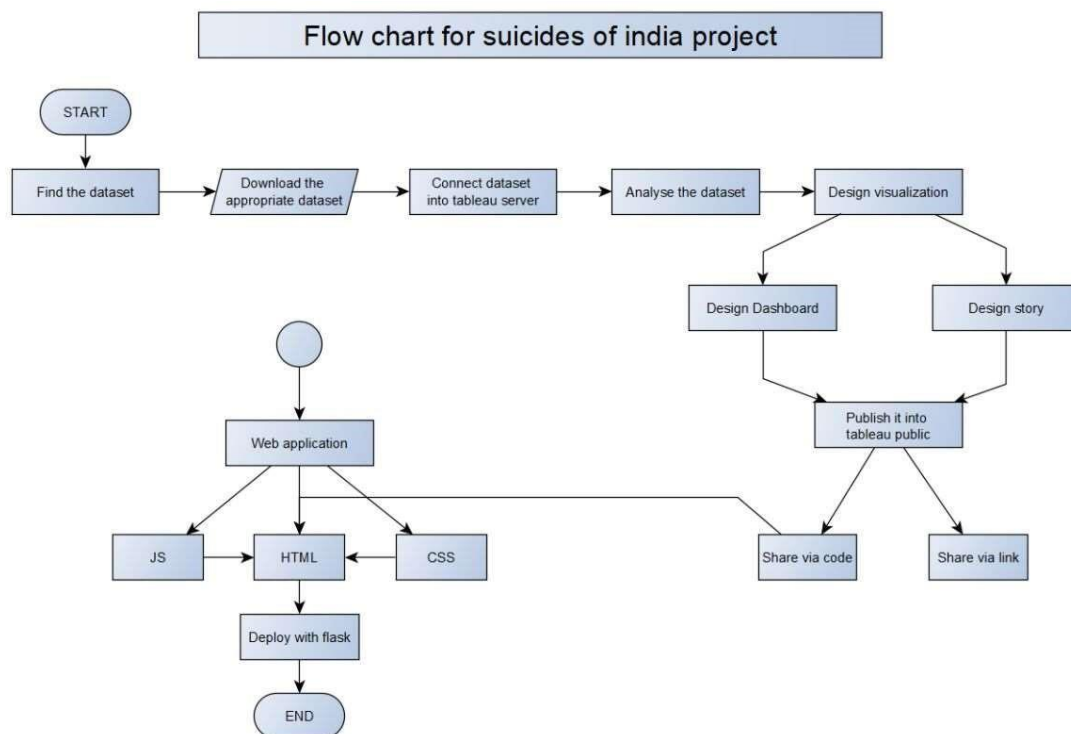 Flow chart for suicides of india project
START
Find the dataset
Download the
appropriate dataset
Connect dataset
into tableau server
Analyse the dataset
Design visualization
Design Dashboard
Design story
Publish it into
tableau public
Web application
JS
HTML
CSS
Share via code
Share via link
Deploy with flask
END